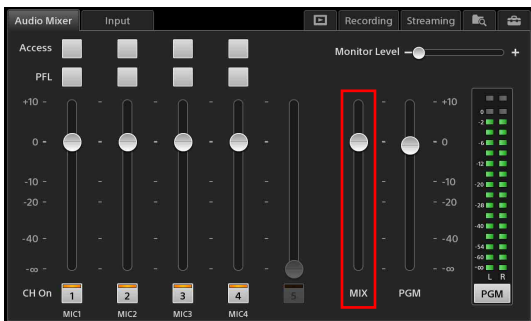 Audio Mixer Input Recording Streaming
Access Monitor Level - +
PFL
+10 - - - - - - - +10
0
0 - - - - - - - 0 -2
-6
-12
-10 - - - - - - - -10 -20
-20 - - - - - - - -20 -28
-40 - - - - - - - -40 -40
-54
-60
-∞ - - - - - - - -∞ -∞
L R
CH On 1 2 3 4 5 MIX PGM PGM
MIC1 MIC2 MIC3 MIC4